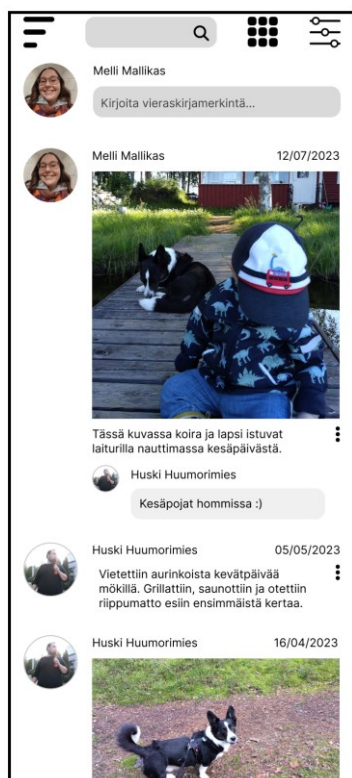 Melli Mallikas
Kirjoita vieraskirjamerkintä...
Melli Mallikas
12/07/2023
Tässä kuvassa koira ja lapsi istuvat
laiturilla nauttimassa kesäpäivästä.
Huski Huumorimies
Kesäpojat hommissa :)
Huski Huumorimies
05/05/2023
Vietettiin aurinkoista kevätpäivää
mökillä. Grillattiin, saunottiin ja otettiin
riippumatto esiin ensimmäistä kertaa.
Huski Huumorimies
16/04/2023